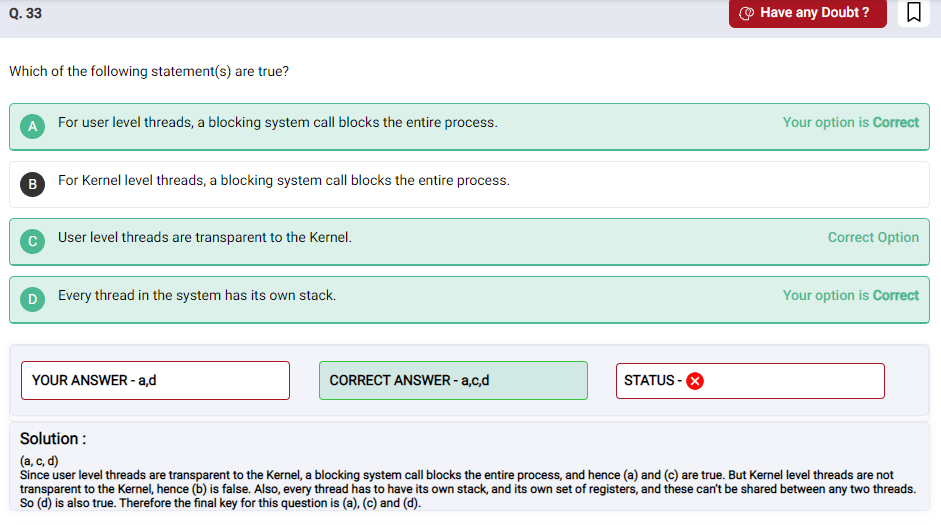 Q. 33
Have any Doubt ?
Which of the following statement(s) are true?
A For user level threads, a blocking system call blocks the entire process. Your option is Correct
B For Kernel level threads, a blocking system call blocks the entire process.
C User level threads are transparent to the Kernel. Correct Option
D Every thread in the system has its own stack. Your option is Correct
YOUR ANSWER - a,d
CORRECT ANSWER - a,c,d
STATUS -
Solution :
(a, c, d)
Since user level threads are transparent to the Kernel, a blocking system call blocks the entire process, and hence (a) and (c) are true. But Kernel level threads are not
transparent to the Kernel, hence (b) is false. Also, every thread has to have its own stack, and its own set of registers, and these can't be shared between any two threads.
So (d) is also true. Therefore the final key for this question is (a), (c) and (d).